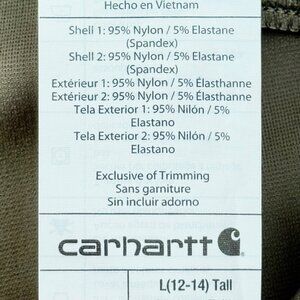 Hecho en Vietnam
Shell 1: 95% Nylon / 5% Elastane
(Spandex)
Shell 2: 95% Nylon / 5% Elastane
(Spandex)
Extérieur 1: 95% Nylon / 5% Élasthanne
Extérieur 2: 95% Nylon / 5% Élasthanne
Tela Exterior 1: 95% Nilón / 5%
Elastano
Tela Exterior 2: 95% Nilón / 5%
Elastano
Exclusive of Trimming
Sans garniture
Sin incluir adorno
carhartt
L(12-14) Tall